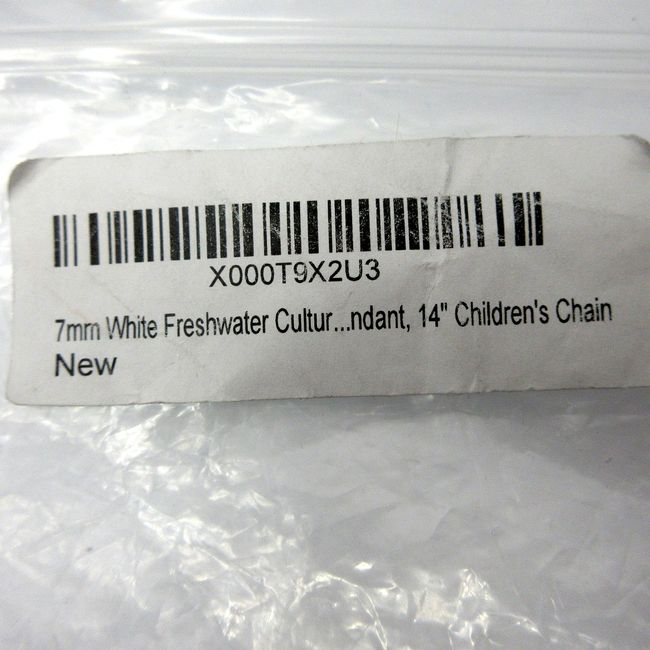 X000T9X2U3
7mm White Freshwater Cultur...ndant, 14" Children's Chain
New